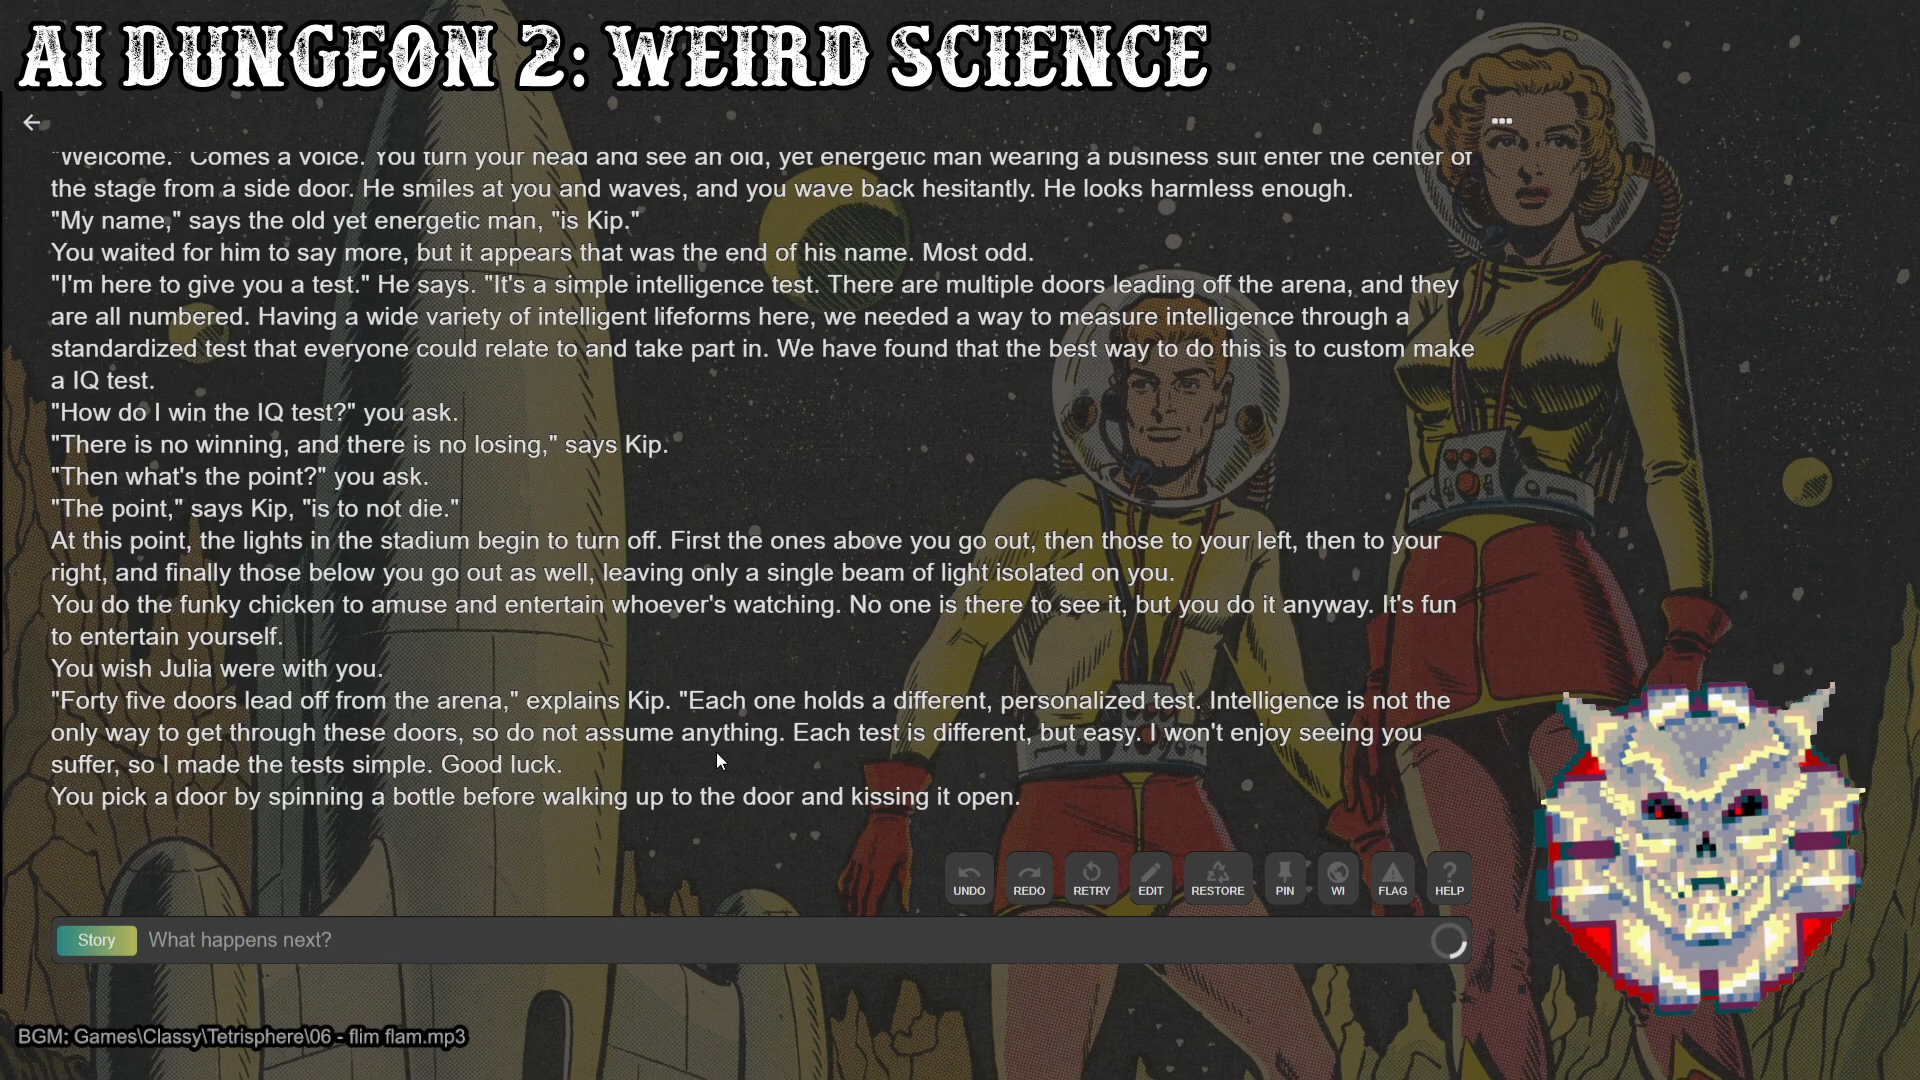 AI DUNGEON 2: WEIRD SCIENCE
"Welcome." Comes a voice. You turn your head and see an old, yet energetic man wearing a business suit enter the center of
the stage from a side door. He smiles at you and waves, and you wave back hesitantly. He looks harmless enough.
"My name," says the old yet energetic man, "is Kip."
You waited for him to say more, but it appears that was the end of his name. Most odd.
"I'm here to give you a test." He says. "It's a simple intelligence test. There are multiple doors leading off the arena, and they
are all numbered. Having a wide variety of intelligent lifeforms here, we needed a way to measure intelligence through a
standardized test that everyone could relate to and take part in. We have found that the best way to do this is to custom make
a IQ test.
"How do I win the IQ test?" you ask.
"There is no winning, and there is no losing," says Kip.
"Then what's the point?" you ask.
"The point," says Kip, "is to not die."
At this point, the lights in the stadium begin to turn off. First the ones above you go out, then those to your left, then to your
right, and finally those below you go out as well, leaving only a single beam of light isolated on you.
You do the funky chicken to amuse and entertain whoever's watching. No one is there to see it, but you do it anyway. It's fun
to entertain yourself.
You wish Julia were with you.
"Forty five doors lead off from the arena," explains Kip. "Each one holds a different, personalized test. Intelligence is not the
only way to get through these doors, so do not assume anything. Each test is different, but easy. I won't enjoy seeing you
suffer, so I made the tests simple. Good luck.
You pick a door by spinning a bottle before walking up to the door and kissing it open.
UNDO REDO RETRY EDIT RESTORE PIN WI FLAG HELP
Story What happens next?
BGM: Games\Classy\Tetrisphere\06 - flim flam.mp3